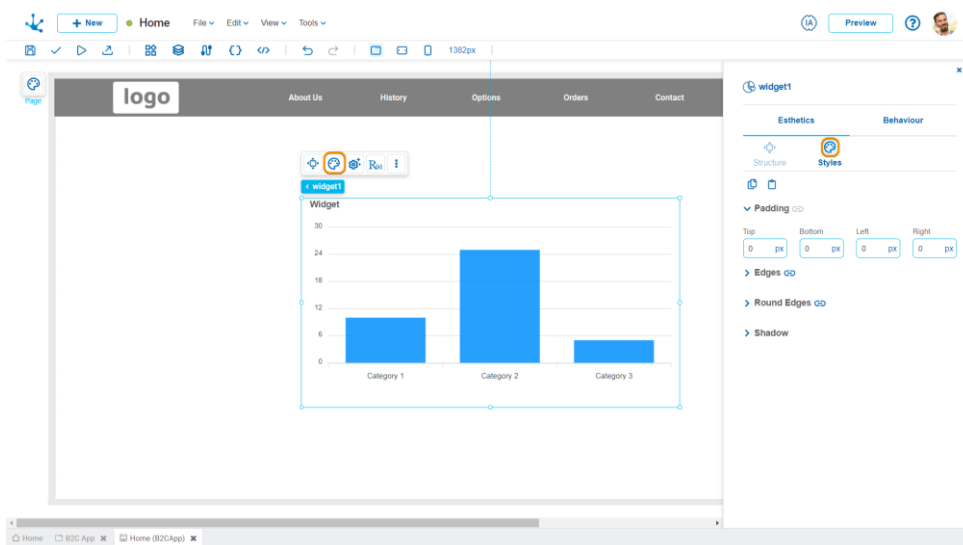 + New
Home
File
Edit
View
Tools
IA
Preview
?
1382px
Page
logo
About Us
History
Options
Orders
Contact
widget1
Esthetics
Behaviour
Structure
Styles
Padding
Top
Bottom
Left
Right
0 px
0 px
0 px
0 px
Edges
Round Edges
Shadow
widget1
Widget
30
24
18
12
6
0
Category 1
Category 2
Category 3
Home
B2C App
Home (B2CApp)